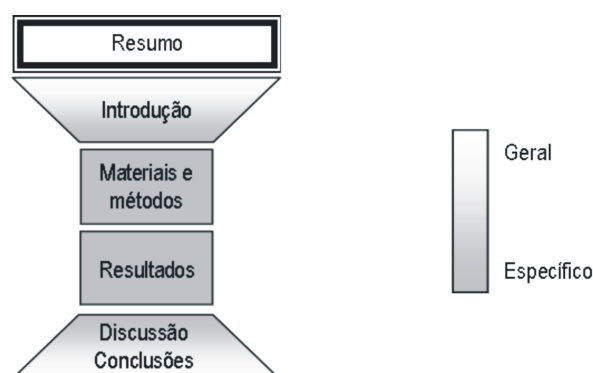 Resumo
Introdução
Materiais e
métodos
Resultados
Discussão
Conclusões
Geral
Específico